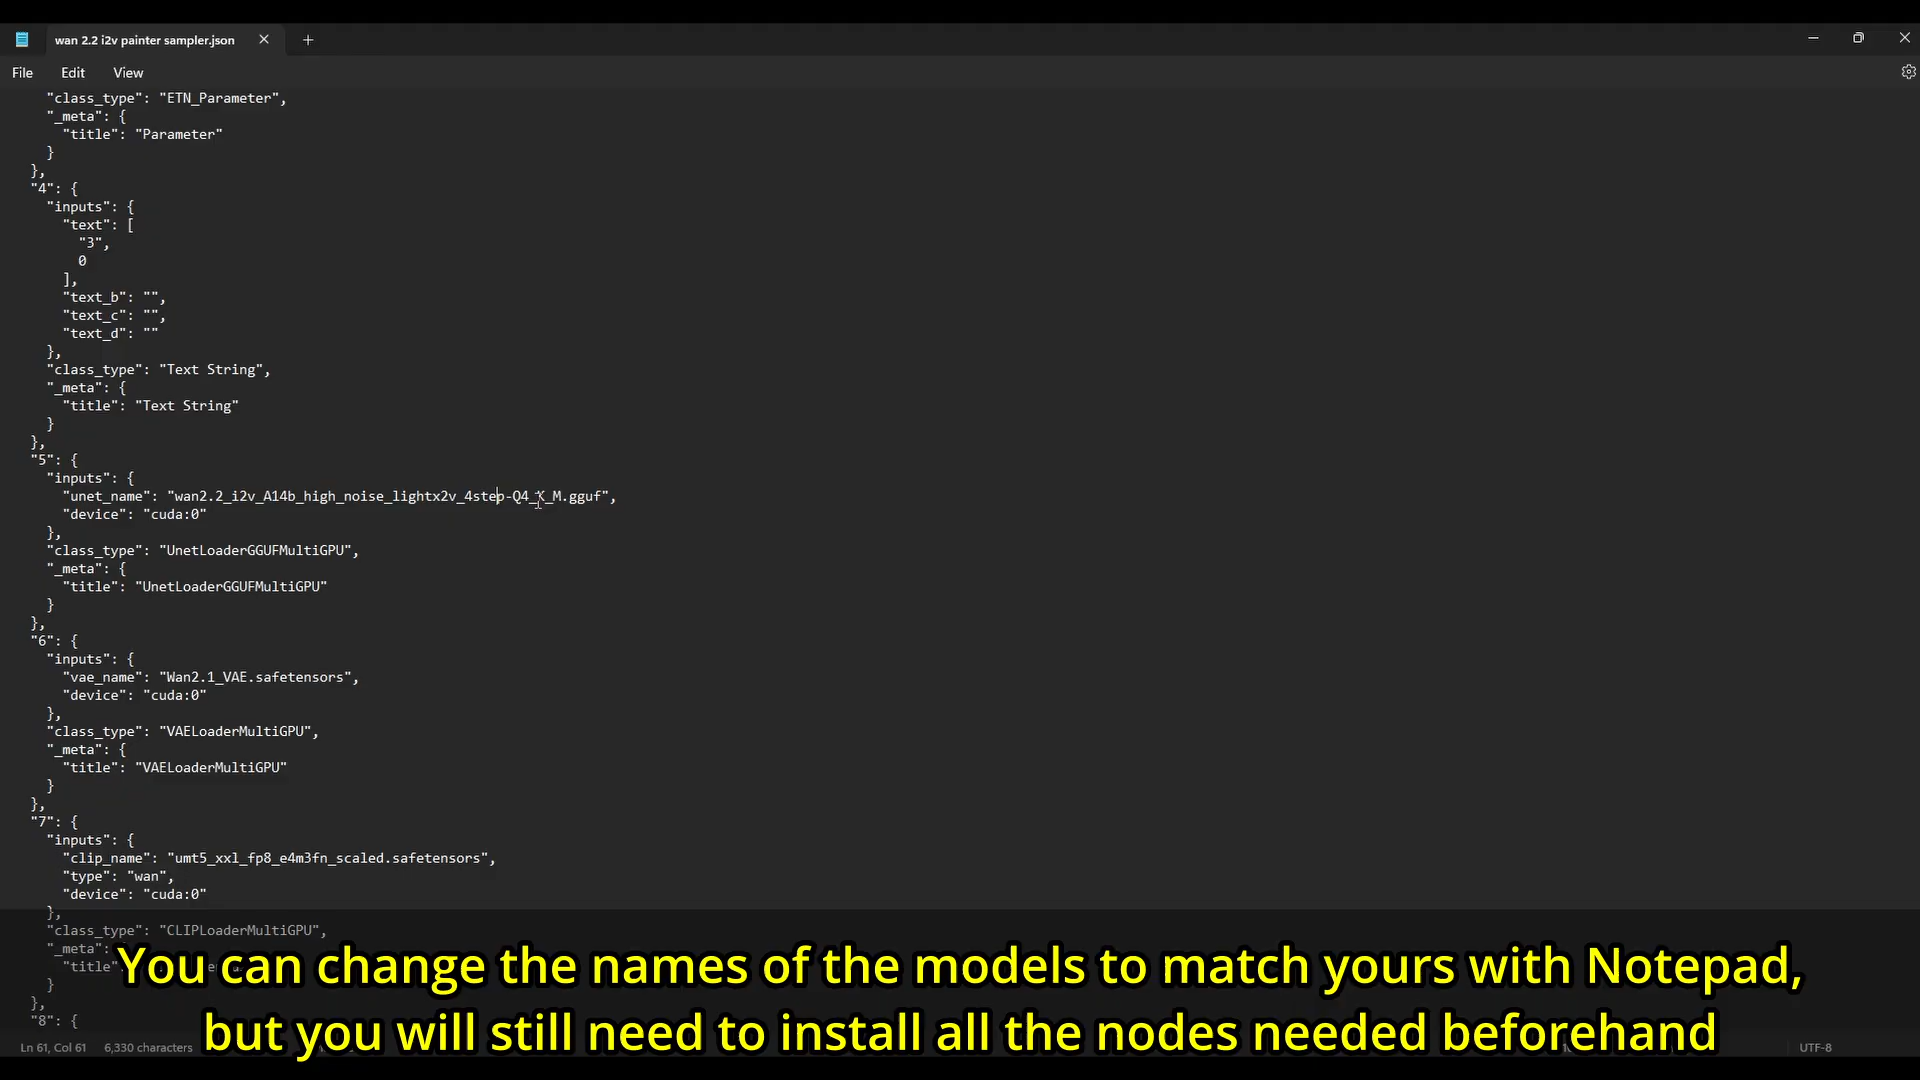 wan 2.2 i2v painter sampler.json
File Edit View
"class_type": "ETN_Parameter",
"_meta": {
"title": "Parameter"
}
},
"4": {
"inputs": {
"text": [
"3",
0
],
"text_b": "",
"text_c": "",
"text_d": ""
},
"class_type": "Text String",
"_meta": {
"title": "Text String"
}
},
"5": {
"inputs": {
"unet_name": "wan2.2_i2v_A14b_high_noise_lightx2v_4step-Q4_K_M.gguf",
"device": "cuda:0"
},
"class_type": "UnetLoaderGGUFMultiGPU",
"_meta": {
"title": "UnetLoaderGGUFMultiGPU"
}
},
"6": {
"inputs": {
"vae_name": "Wan2.1_VAE.safetensors",
"device": "cuda:0"
},
"class_type": "VAELoaderMultiGPU",
"_meta": {
"title": "VAELoaderMultiGPU"
}
},
"7": {
"inputs": {
"clip_name": "umt5_xxl_fp8_e4m3fn_scaled.safetensors",
"type": "wan",
"device": "cuda:0"
},
"class_type": "CLIPLoaderMultiGPU",
"_meta":
"title"
}
},
"8": {
You can change the names of the models to match yours with Notepad,
but you will still need to install all the nodes needed beforehand
Ln 61, Col 61 6,330 characters UTF-8